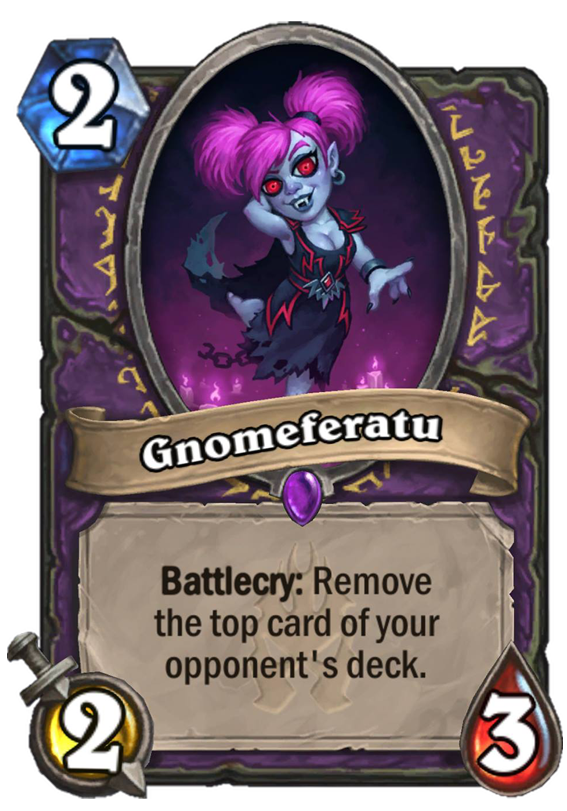 2
Gnomeferatu
Battlecry: Remove
the top card of your
opponent's deck.
2
3